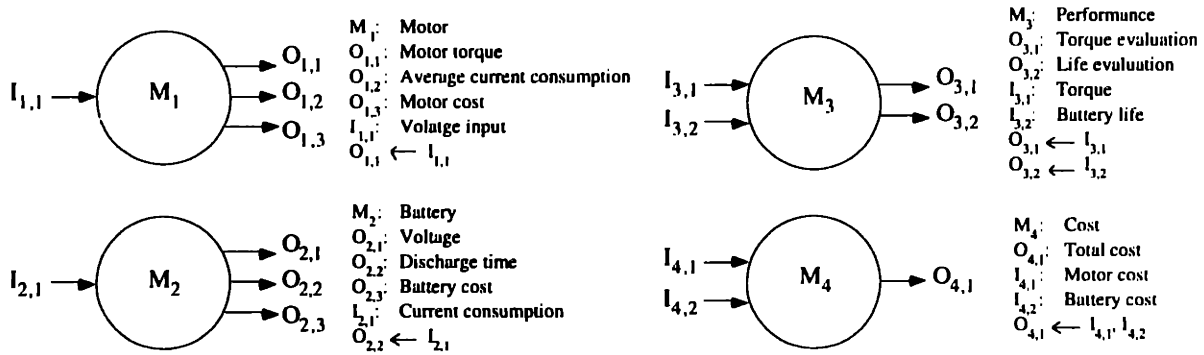 I1,1
M1
O1,1
O1,2
O1,3
M1: Motor
O1,1: Motor torque
O1,2: Average current consumption
O1,3: Motor cost
I1,1: Volatge input
O1,1 ← I1,1
I2,1
M2
O2,1
O2,2
O2,3
M2: Battery
O2,1: Voltage
O2,2: Discharge time
O2,3: Battery cost
I2,1: Current consumption
O2,2 ← I2,1
I3,1
I3,2
M3
O3,1
O3,2
M3: Performance
O3,1: Torque evaluation
O3,2: Life evaluation
I3,1: Torque
I3,2: Battery life
O3,1 ← I3,1
O3,2 ← I3,2
I4,1
I4,2
M4
O4,1
M4: Cost
O4,1: Total cost
I4,1: Motor cost
I4,2: Battery cost
O4,1 ← I4,1, I4,2